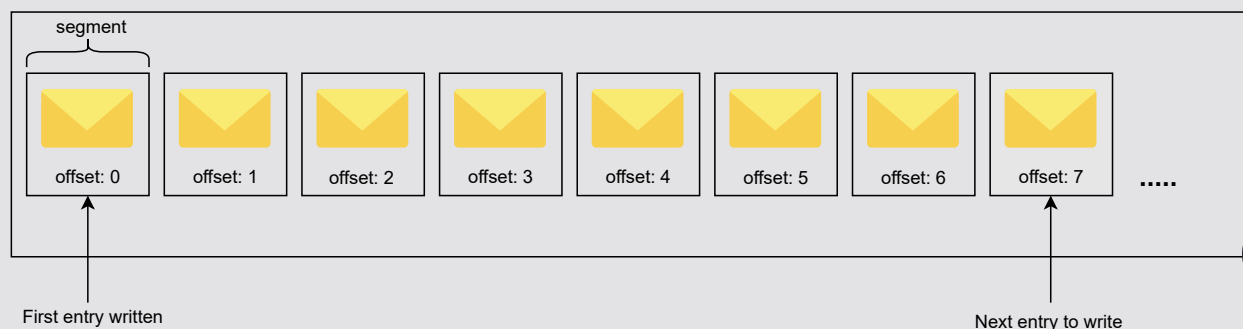 segment
offset: 0
offset: 1
offset: 2
offset: 3
offset: 4
offset: 5
offset: 6
offset: 7
.....
First entry written
Next entry to write